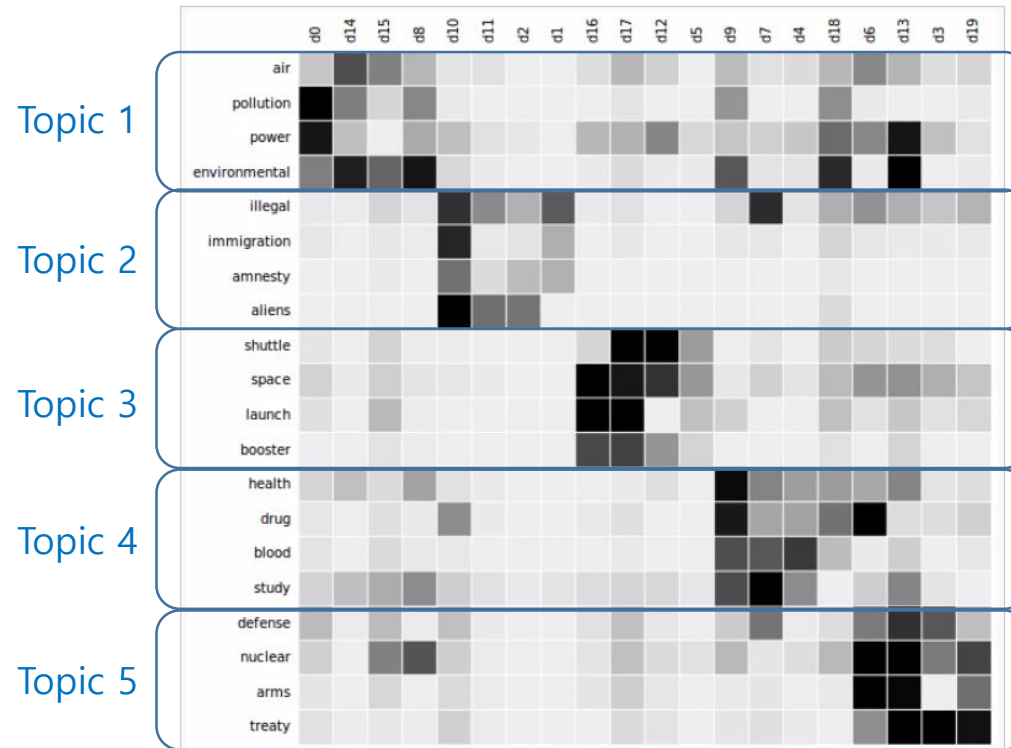 d0 d14 d15 d8 d10 d11 d2 d1 d16 d17 d12 d5 d9 d7 d4 d18 d6 d13 d3 d19
Topic 1
air
pollution
power
environmental
Topic 2
illegal
immigration
amnesty
aliens
Topic 3
shuttle
space
launch
booster
Topic 4
health
drug
blood
study
Topic 5
defense
nuclear
arms
treaty